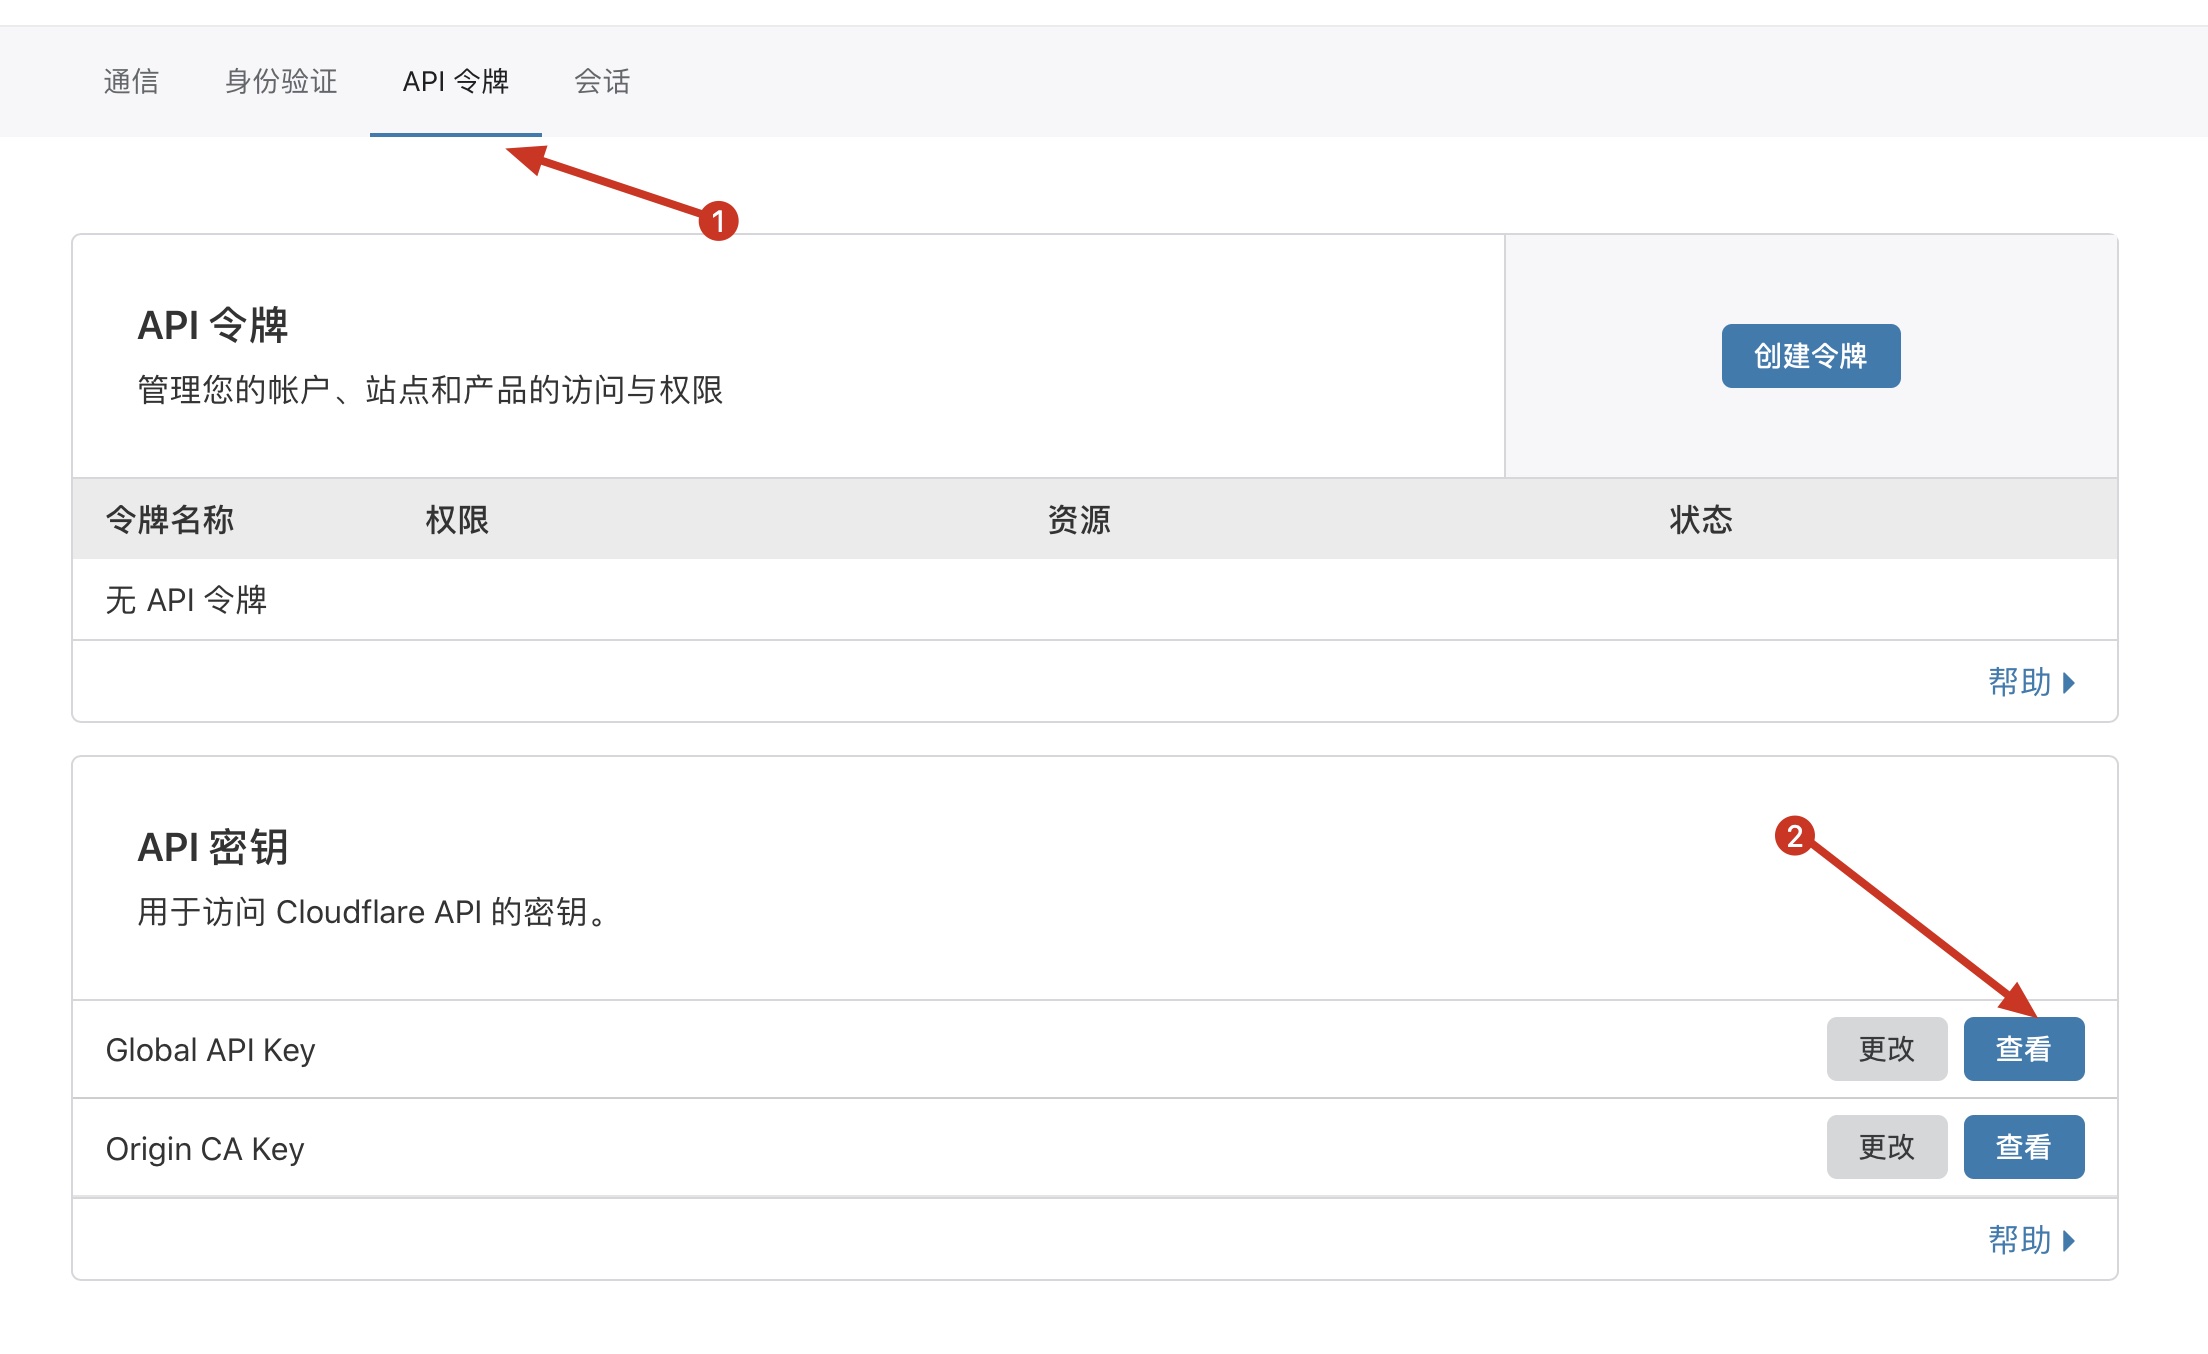 通信 身份验证 API 令牌 会话
1
API 令牌
管理您的帐户、站点和产品的访问与权限
创建令牌
令牌名称 权限 资源 状态
无 API 令牌
帮助
API 密钥
2
用于访问 Cloudflare API 的密钥。
Global API Key 更改 查看
Origin CA Key 更改 查看
帮助